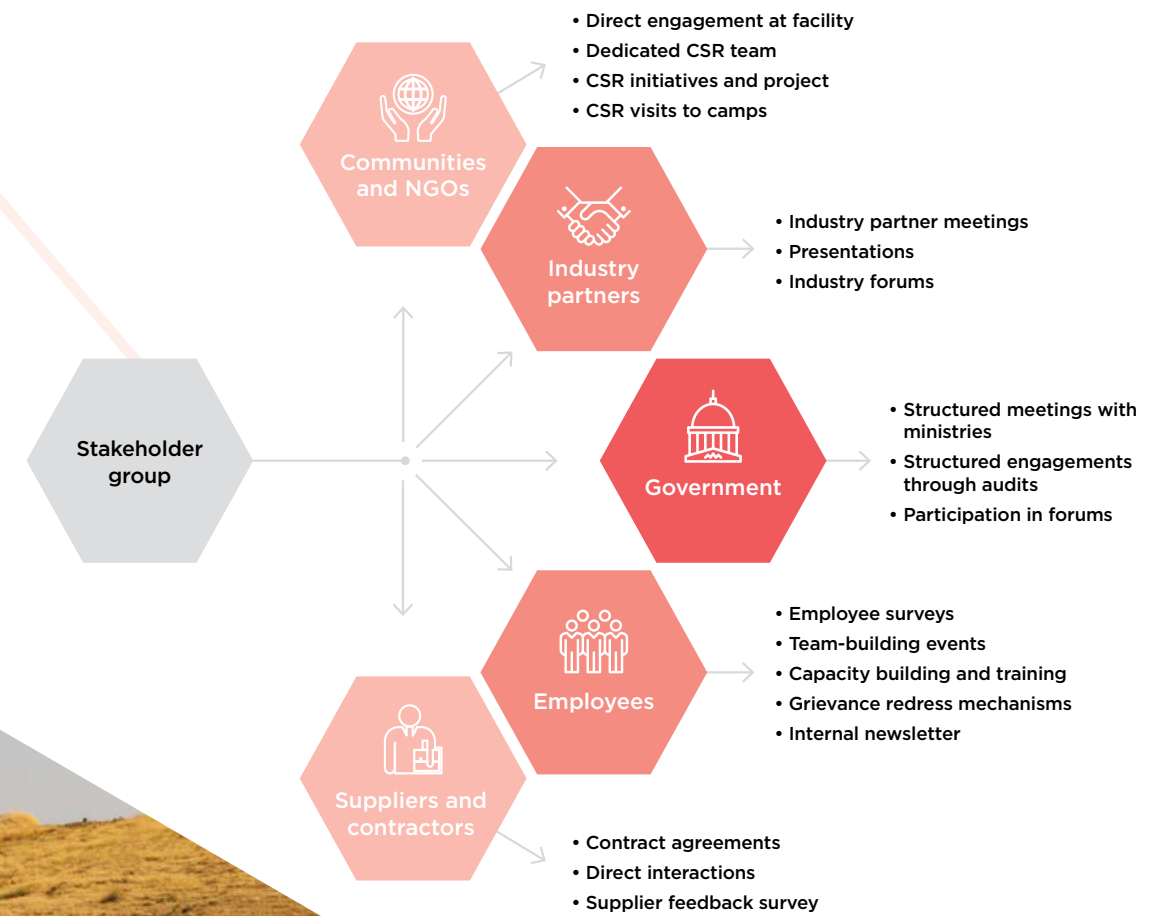 • Direct engagement at facility
• Dedicated CSR team
• CSR initiatives and project
• CSR visits to camps
Communities
and NGOs
Industry
partners
• Industry partner meetings
• Presentations
• Industry forums
Stakeholder
group
Government
• Structured meetings with
ministries
• Structured engagements
through audits
• Participation in forums
Employees
• Employee surveys
• Team-building events
• Capacity building and training
• Grievance redress mechanisms
• Internal newsletter
Suppliers and
contractors
• Contract agreements
• Direct interactions
• Supplier feedback survey